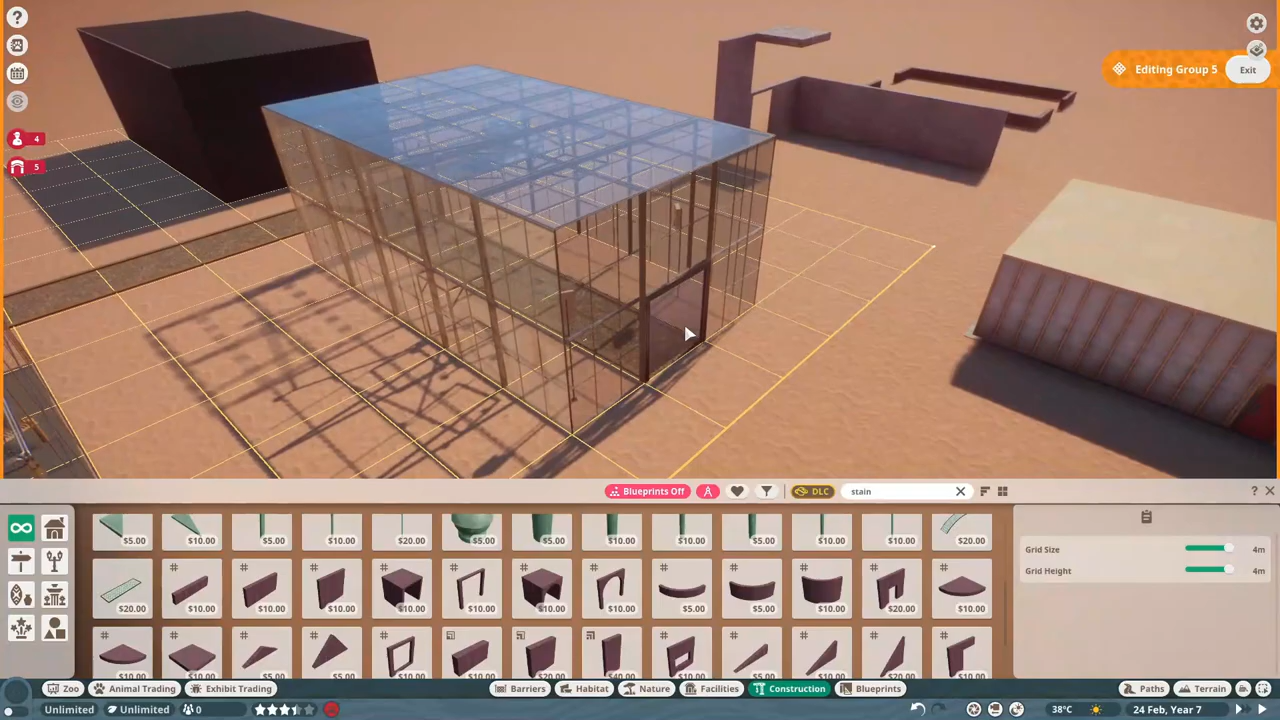 ?
4
5
Editing Group 5
Exit
Blueprints Off
DLC
stain
?
$5.00 $10.00 $5.00 $10.00 $20.00 $5.00 $5.00 $10.00 $10.00 $5.00 $10.00 $10.00 $20.00
$20.00 $10.00 $10.00 $10.00 $10.00 $10.00 $10.00 $10.00 $5.00 $5.00 $10.00 $20.00 $10.00
Grid Size 4m
Grid Height 4m
Zoo Animal Trading Exhibit Trading Barriers Habitat Nature Facilities Construction Blueprints Paths Terrain
Unlimited Unlimited 0 38°C 24 Feb, Year 7